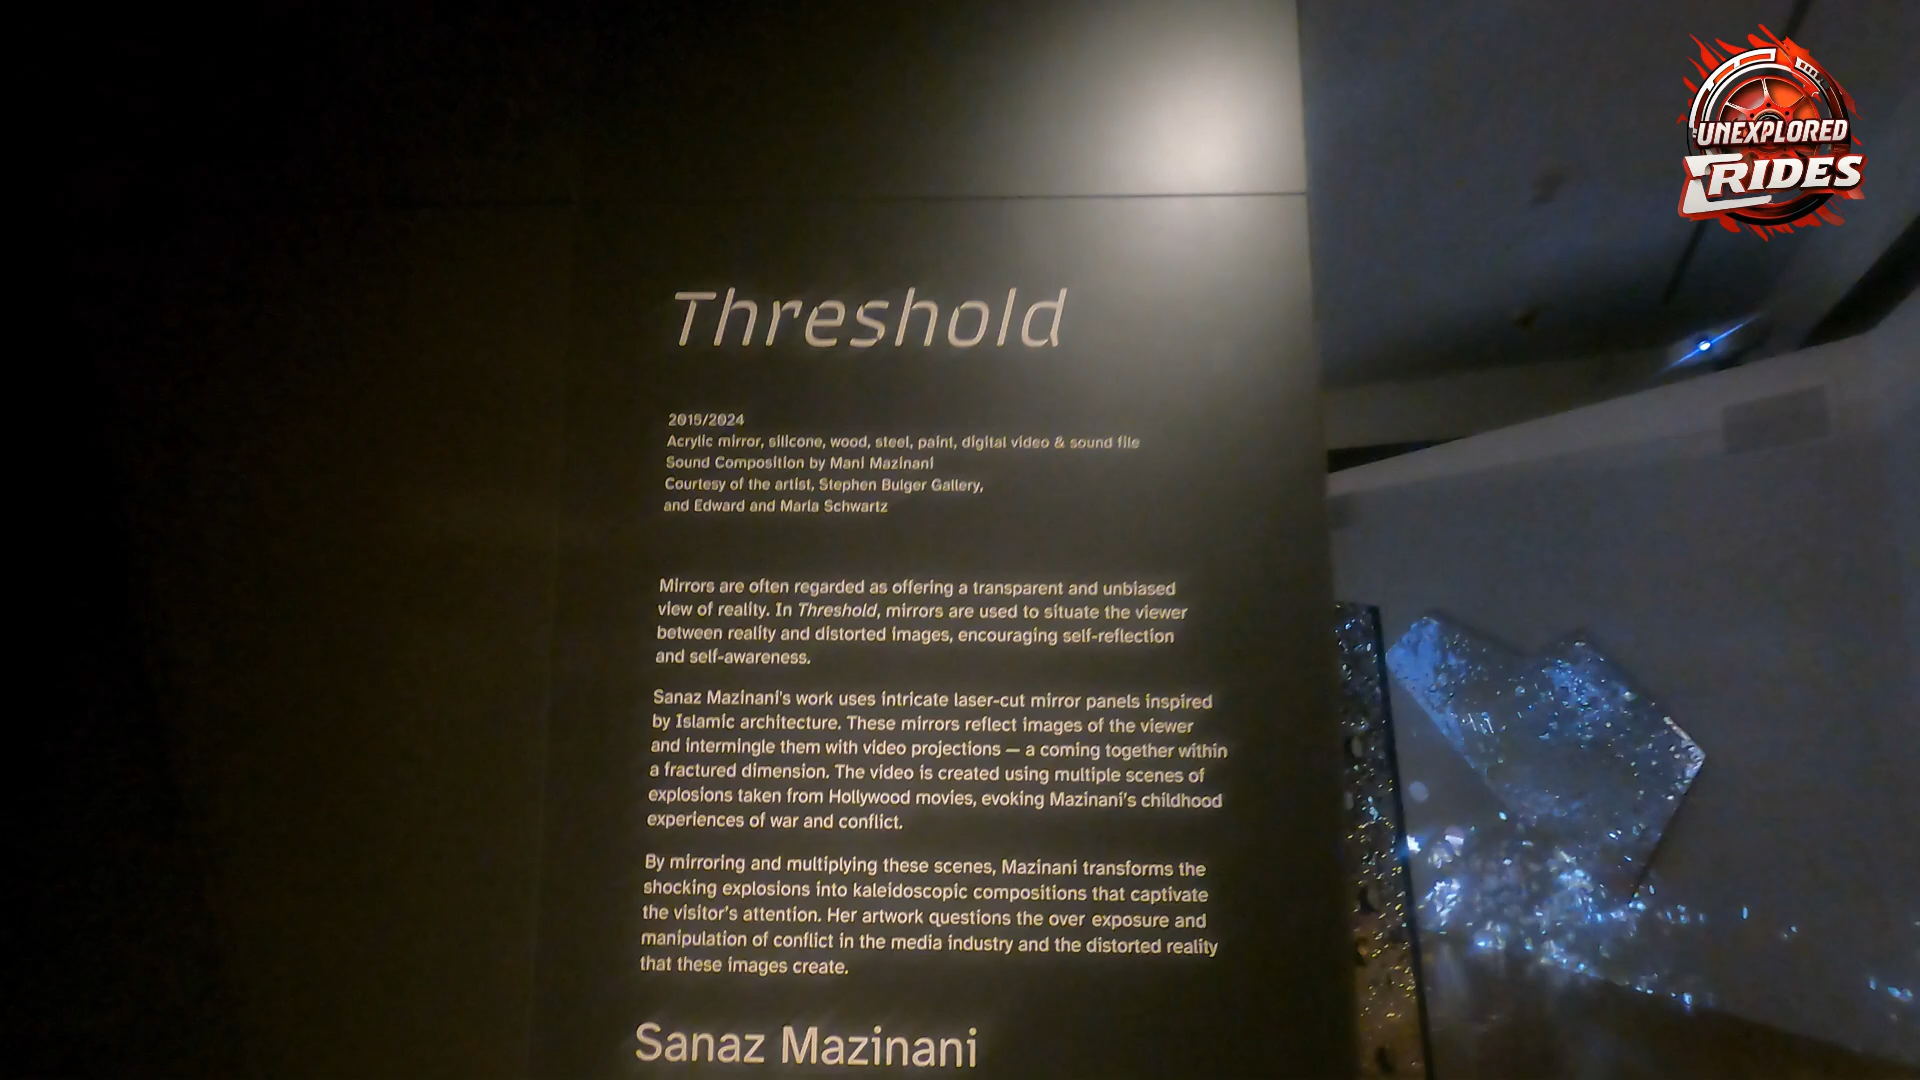 UNEXPLORED
RIDES
Threshold
2015/2024
Acrylic mirror, silicone, wood, steel, paint, digital video & sound file
Sound Composition by Mani Mazinani
Courtesy of the artist, Stephen Bulger Gallery,
and Edward and Marla Schwartz
Mirrors are often regarded as offering a transparent and unbiased
view of reality. In Threshold, mirrors are used to situate the viewer
between reality and distorted images, encouraging self-reflection
and self-awareness.
Sanaz Mazinani's work uses intricate laser-cut mirror panels inspired
by Islamic architecture. These mirrors reflect images of the viewer
and intermingle them with video projections — a coming together within
a fractured dimension. The video is created using multiple scenes of
explosions taken from Hollywood movies, evoking Mazinani's childhood
experiences of war and conflict.
By mirroring and multiplying these scenes, Mazinani transforms the
shocking explosions into kaleidoscopic compositions that captivate
the visitor's attention. Her artwork questions the over exposure and
manipulation of conflict in the media industry and the distorted reality
that these images create.
Sanaz Mazinani